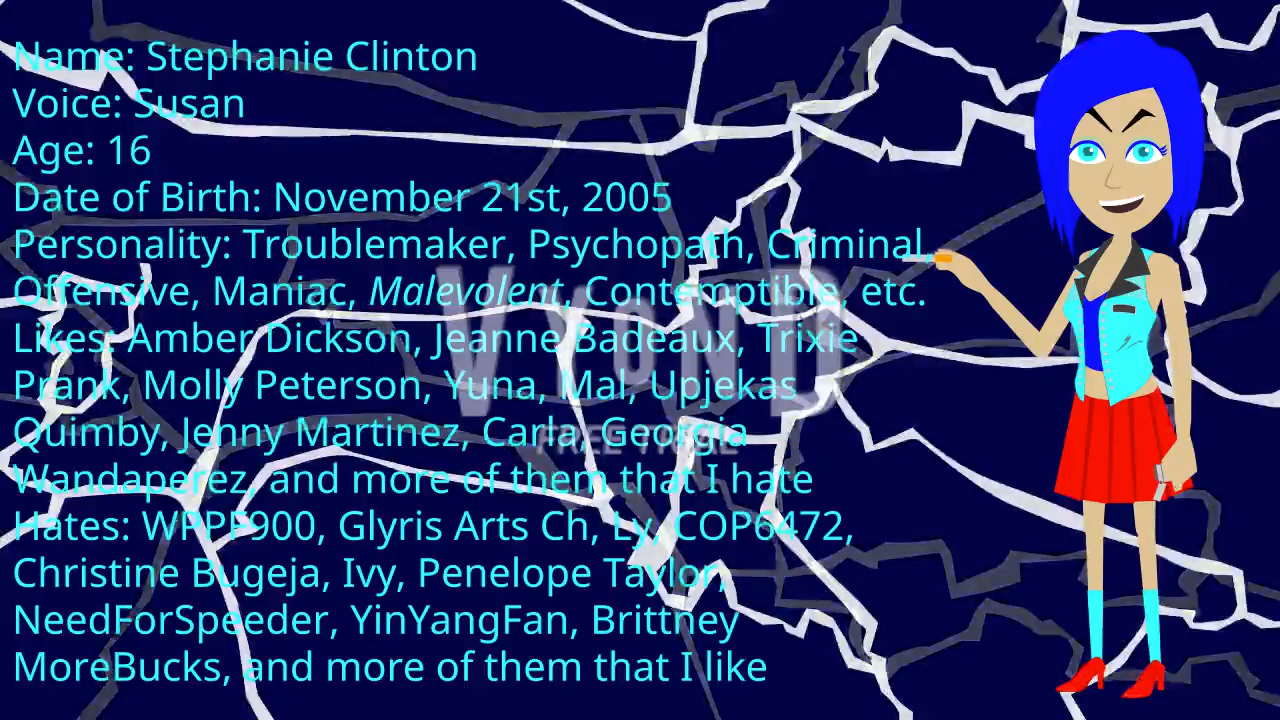 Name: Stephanie Clinton
Voice: Susan
Age: 16
Date of Birth: November 21st, 2005
Personality: Troublemaker, Psychopath, Criminal,
Offensive, Maniac, Malevolent, Contemptible, etc.
Likes: Amber Dickson, Jeanne Badeaux, Trixie
Prank, Molly Peterson, Yuna, Mal, Upjekas
Quimby, Jenny Martinez, Carla, Georgia
Wandaperez, and more of them that I hate
Hates: WPPF900, Glyris Arts Ch, Ly, COP6472,
Christine Bugeja, Ivy, Penelope Taylor,
NeedForSpeeder, YinYangFan, Brittney
MoreBucks, and more of them that I like
VYOND
FREE TRIAL